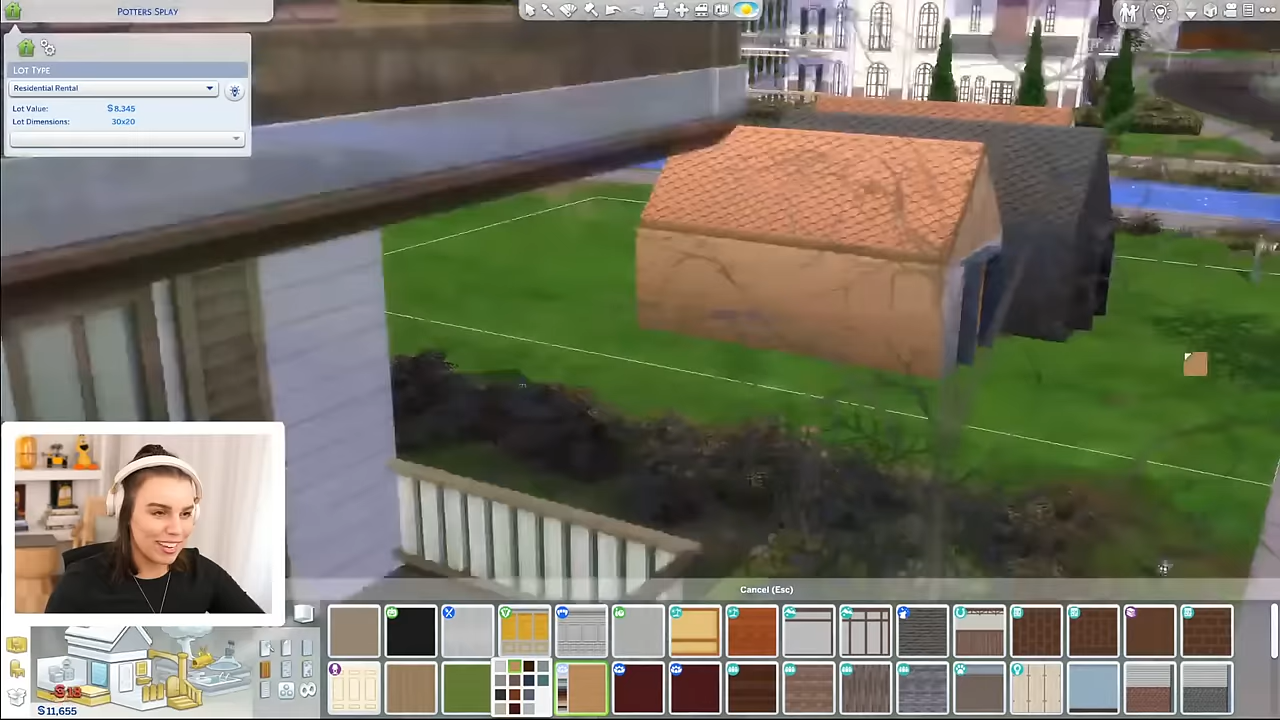 POTTERS SPLAY
LOT TYPE
Residential Rental
Lot Value: §8,345
Lot Dimensions: 30x20
Cancel (Esc)
-§18
§11,655